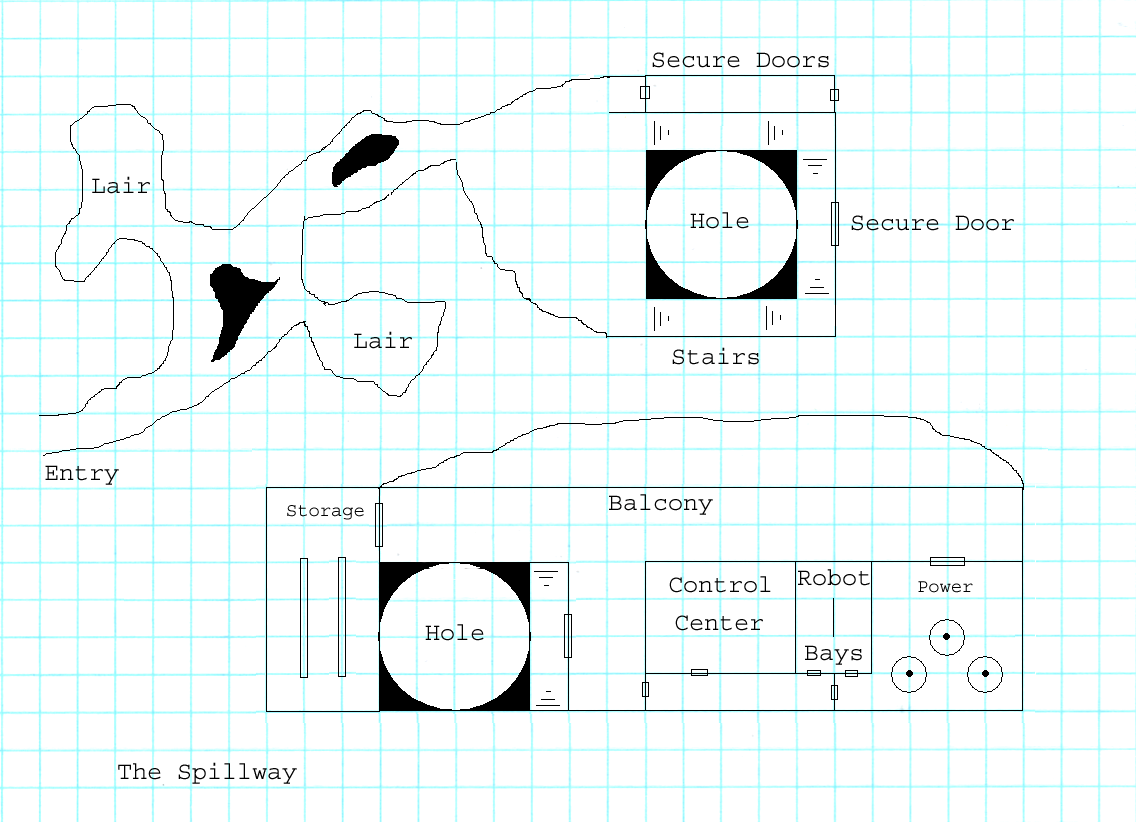 Secure Doors
Lair
Hole
Secure Door
Lair
Stairs
Entry
Balcony
Storage
Control
Center
Robot
Bays
Power
Hole
The Spillway